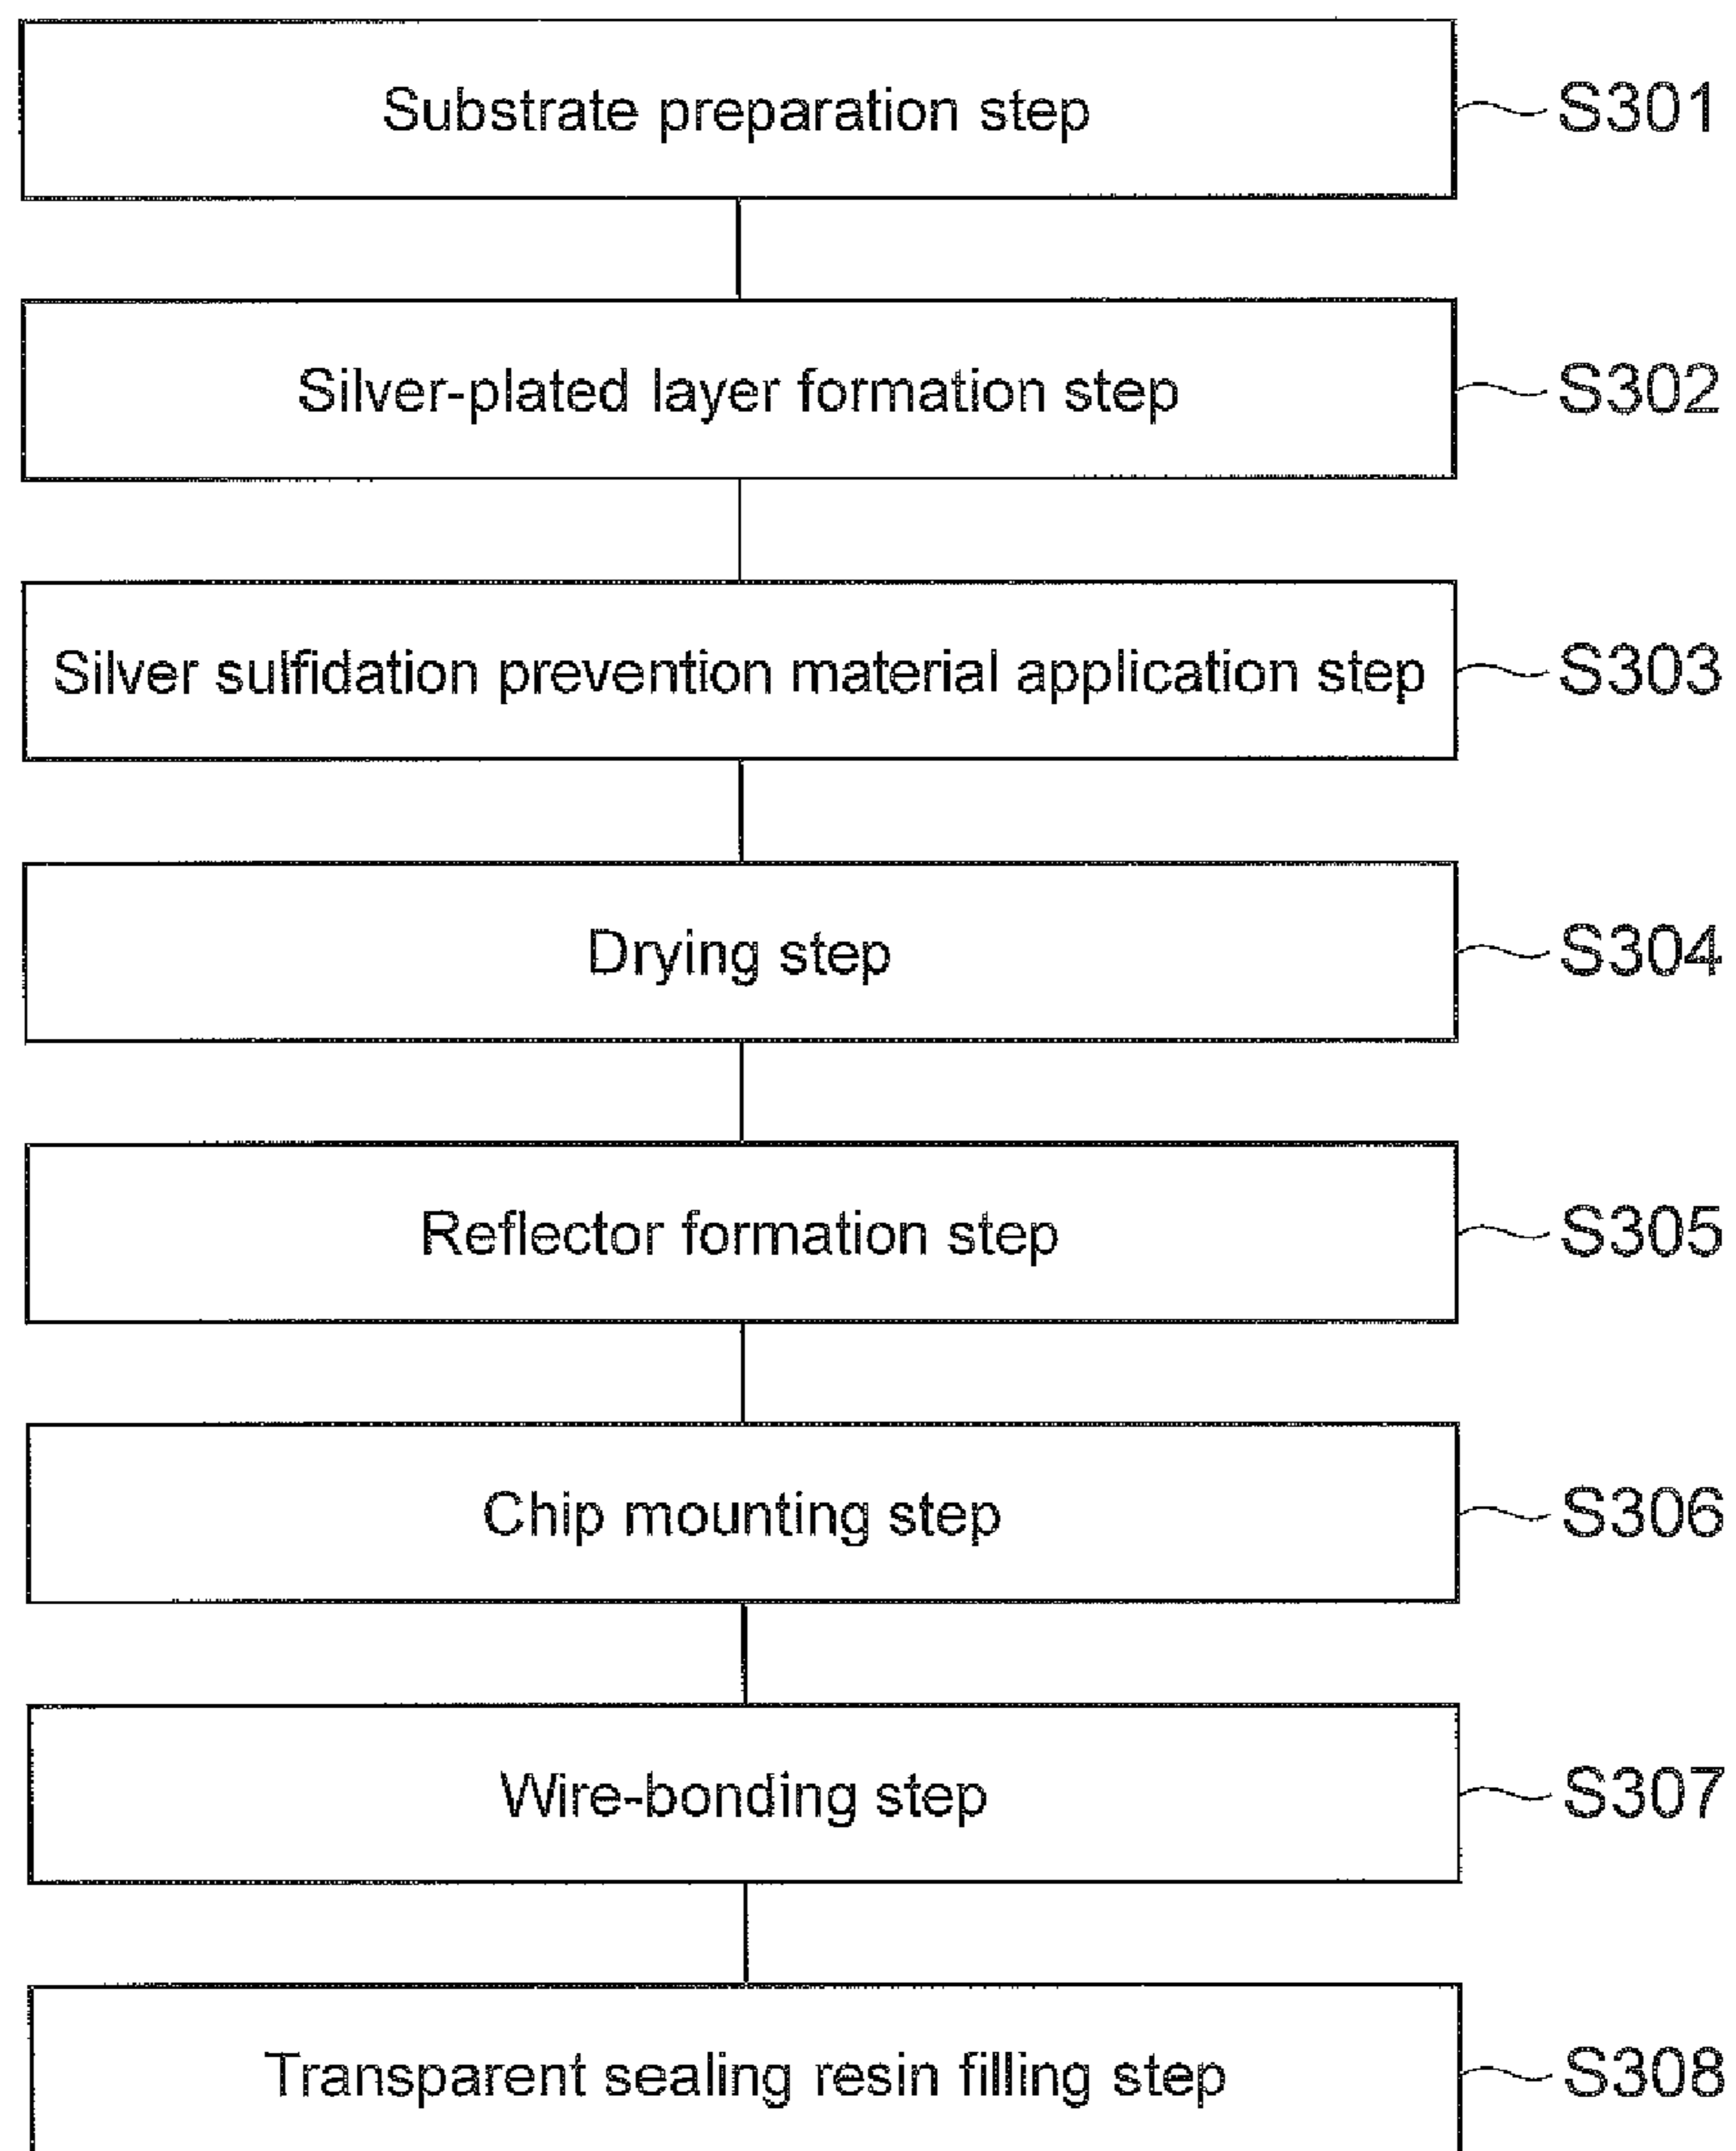 Substrate preparation step S301
Silver-plated layer formation step S302
Silver sulfidation prevention material application step S303
Drying step S304
Reflector formation step S305
Chip mounting step S306
Wire-bonding step S307
Transparent sealing resin filling step S308